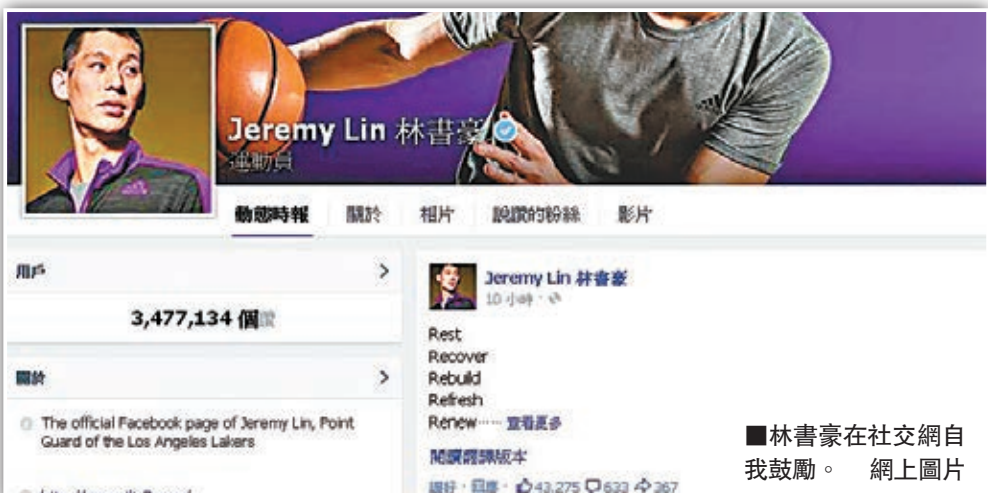 Jeremy Lin 林書豪
運動員
動態時報 關於 相片 說讚的粉絲 影片
用戶 >
3,477,134 個讚
關於 >
The official Facebook page of Jeremy Lin, Point
Guard of the Los Angeles Lakers
Jeremy Lin 林書豪
10 小時
Rest
Recover
Rebuild
Refresh
Renew…… 查看更多
閱讀翻譯版本
讚好 · 回應 · 43,275 633 367
■林書豪在社交網自
我鼓勵。 網上圖片